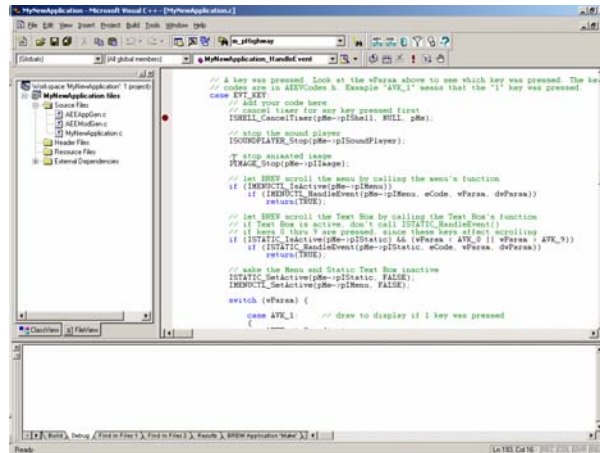 MyNewApplication - Microsoft Visual C++ - [MyNewApplication.c]
File Edit View Insert Project Build Tools Window Help
m_pHighway
(Globals) [All global members] MyNewApplication_HandleEvent
Workspace 'MyNewApplication': 1 project(s)
MyNewApplication files
Source Files
AEEAppGen.c
AEEModGen.c
MyNewApplication.c
Header Files
Resource Files
External Dependencies
ClassView FileView
// A key was pressed. Look at the wParam above to see which key was pressed. The key
// codes are in AEEVCodes.h. Example "AVK_1" means that the "1" key was pressed.
case EVT_KEY:
// Add your code here
// cancel timer for any key pressed first
ISHELL_CancelTimer(pMe->pIShell, NULL, pMe);
// stop the sound player
ISOUNDPLAYER_Stop(pMe->pISoundPlayer);
// stop animated image
IIMAGE_Stop(pMe->pIImage);
// let BREW scroll the menu by calling the menu's function
if (IMENUCTL_IsActive(pMe->pIMenu))
if (IMENUCTL_HandleEvent(pMe->pIMenu, eCode, wParam, dwParam))
return(TRUE);
// let BREW scroll the Text Box by calling the Text Box's function
// if Text Box is active, don't call ISTATIC_HandleEvent()
// if keys 0 thru 9 are pressed, since these keys affect scrolling
if (ISTATIC_IsActive(pMe->pIStatic) && (wParam < AVK_0 || wParam > AVK_9))
if (ISTATIC_HandleEvent(pMe->pIStatic, eCode, wParam, dwParam))
return(TRUE);
// make the Menu and Static Text Box inactive
ISTATIC_SetActive(pMe->pIStatic, FALSE);
IMENUCTL_SetActive(pMe->pIMenu, FALSE);
switch (wParam) {
case AVK_1: // draw to display if 1 key was pressed
{
Build Debug Find in Files 1 Find in Files 2 Results BREW Application 'Make'
Ready Ln 193, Col 16 REC COL OVR